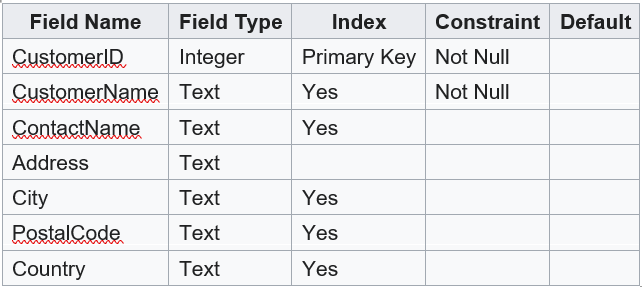 Field Name Field Type Index Constraint Default
CustomerID Integer Primary Key Not Null
CustomerName Text Yes Not Null
ContactName Text Yes
Address Text
City Text Yes
PostalCode Text Yes
Country Text Yes